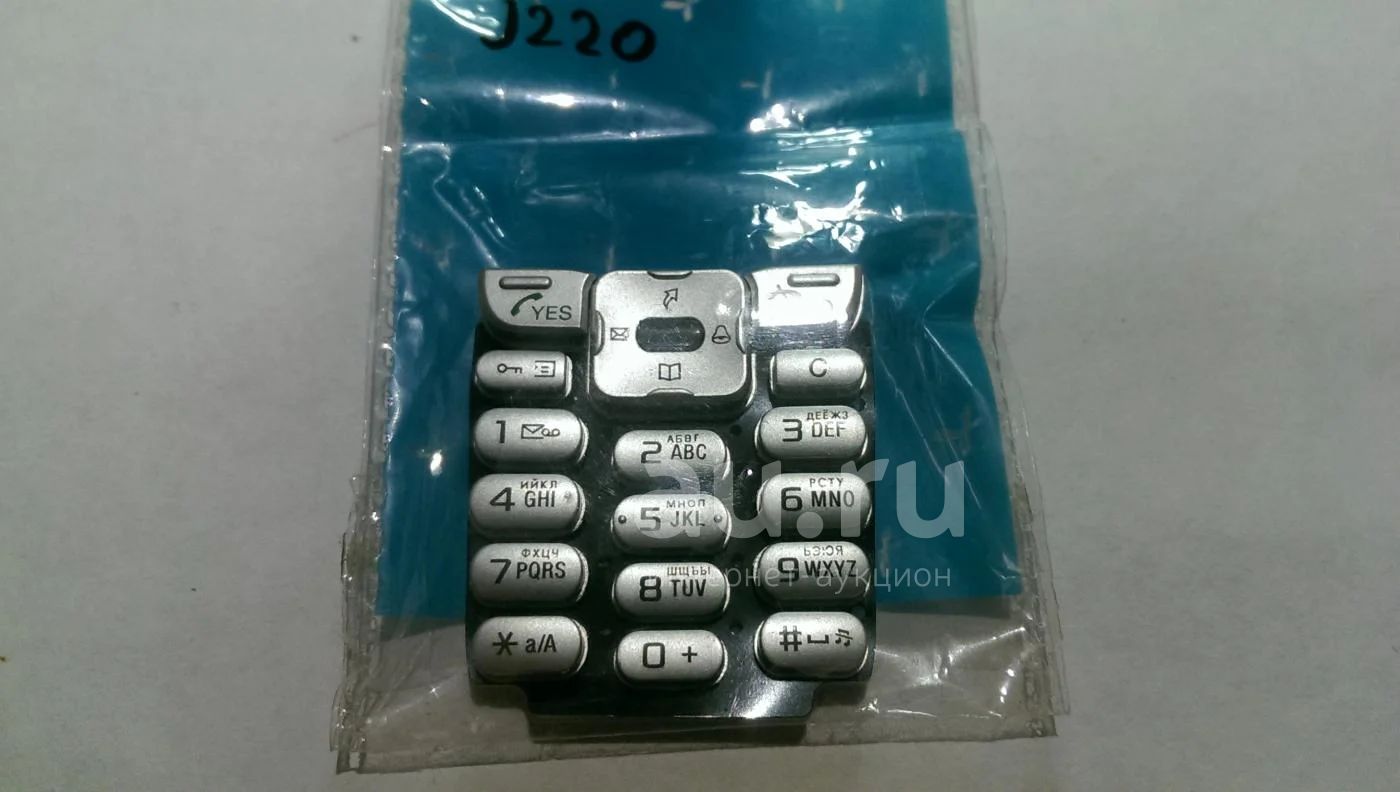 J220
YES
C
1
2 АБВГ ABC
3 ДЕЁЖЗ DEF
4 ИЙКЛ GHI
5 МНОП JKL
6 РСТУ MNO
7 ФХЦЧ PQRS
8 ШЩЪЫ TUV
9 ЬЭЮЯ WXYZ
* a/A
0 +
#
au.ru
аукцион